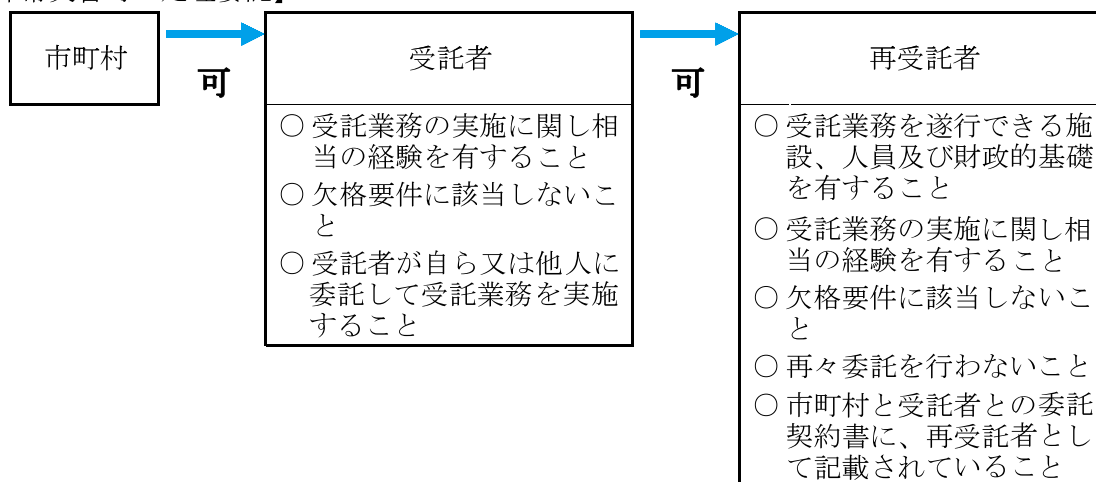 市町村
可
受託者
○ 受託業務の実施に関し相
当の経験を有すること
○ 欠格要件に該当しないこ
と
○ 受託者が自ら又は他人に
委託して受託業務を実施
すること
可
再受託者
○ 受託業務を遂行できる施
設、人員及び財政的基礎
を有すること
○ 受託業務の実施に関し相
当の経験を有すること
○ 欠格要件に該当しないこ
と
○ 再々委託を行わないこと
○ 市町村と受託者との委託
契約書に、再受託者とし
て記載されていること